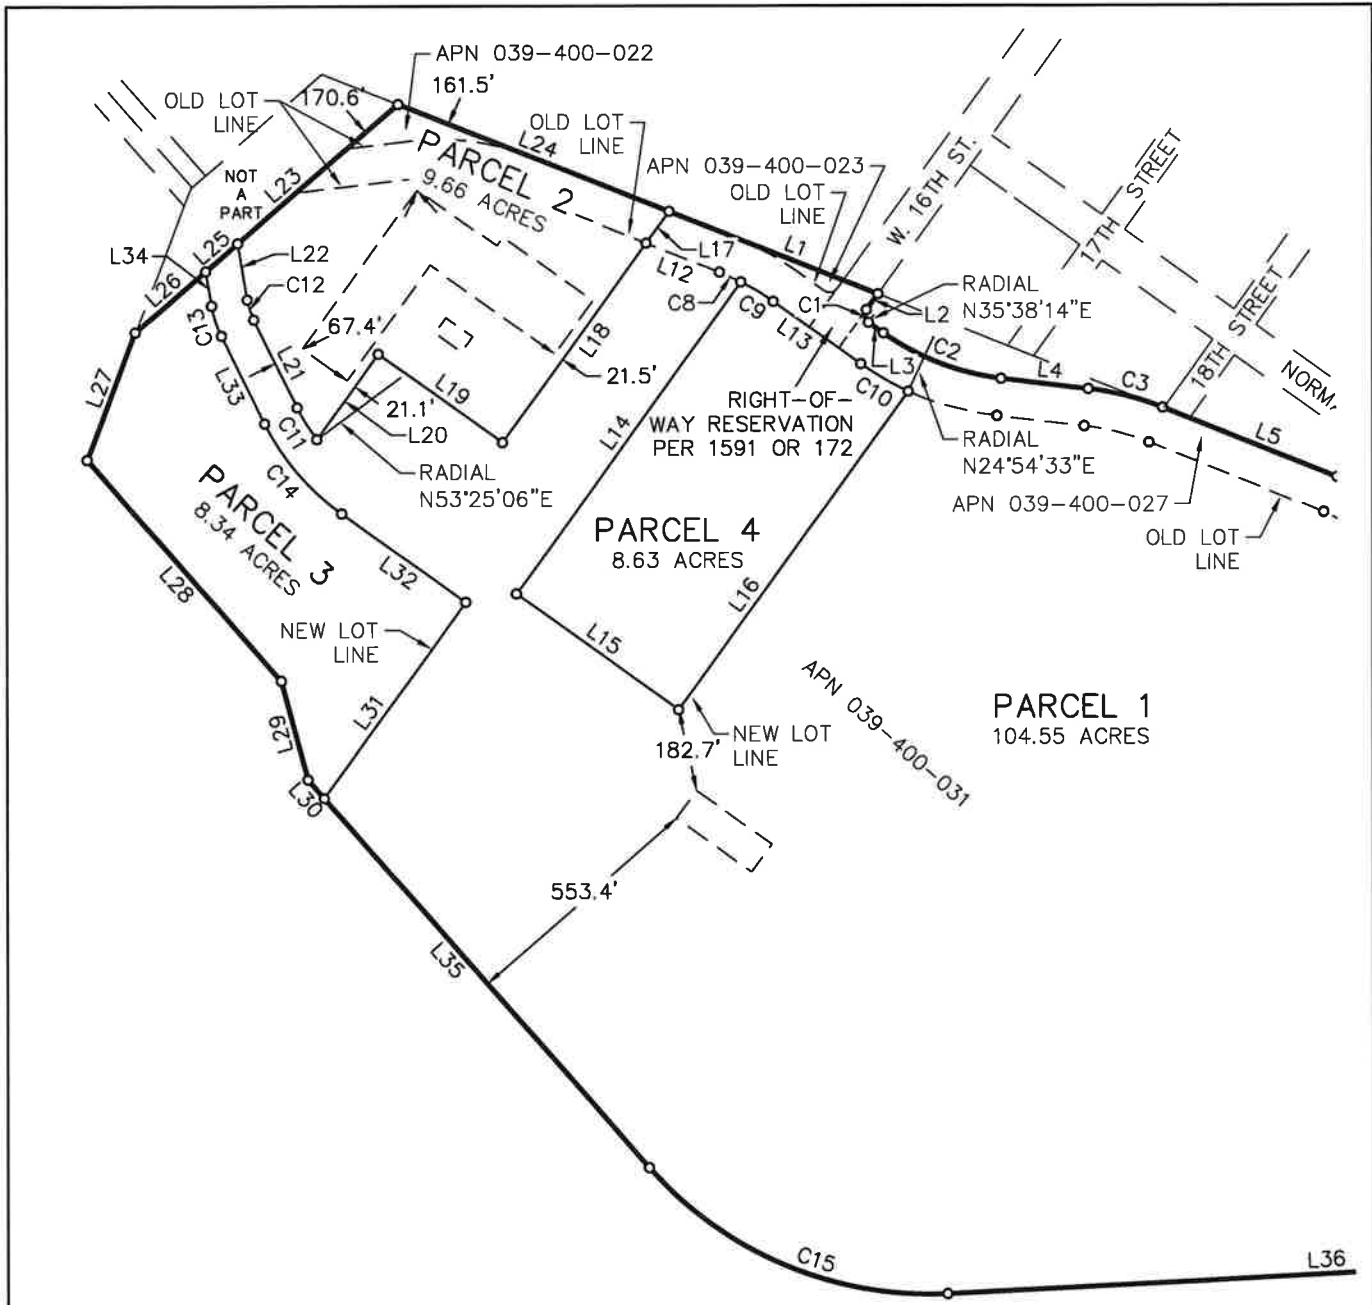 APN 039-400-022
161.5'
170.6'
OLD LOT
LINE
OLD LOT
LINE
L24
APN 039-400-023
OLD LOT
LINE
W. 16TH ST.
17TH STREET
18TH STREET
NORM.
PARCEL 2
9.66 ACRES
NOT
A
PART
L23
L25
L34
L26
L22
C12
L17
L12
L1
C8
C9
C1
L2
RADIAL
N35°38'14"E
C13
67.4'
L18
L13
L3
C2
L4
C3
L27
L33
L21
L19
21.5'
C10
L5
21.1'
L20
C11
RADIAL
N53°25'06"E
L14
RIGHT-OF-
WAY RESERVATION
PER 1591 OR 172
RADIAL
N24°54'33"E
APN 039-400-027
OLD LOT
LINE
C14
PARCEL 3
8.34 ACRES
PARCEL 4
8.63 ACRES
L28
L32
L16
NEW LOT
LINE
L15
L31
L29
L30
NEW LOT
LINE
182.7'
APN 039-400-031
PARCEL 1
104.55 ACRES
553.4'
L35
C15
L36